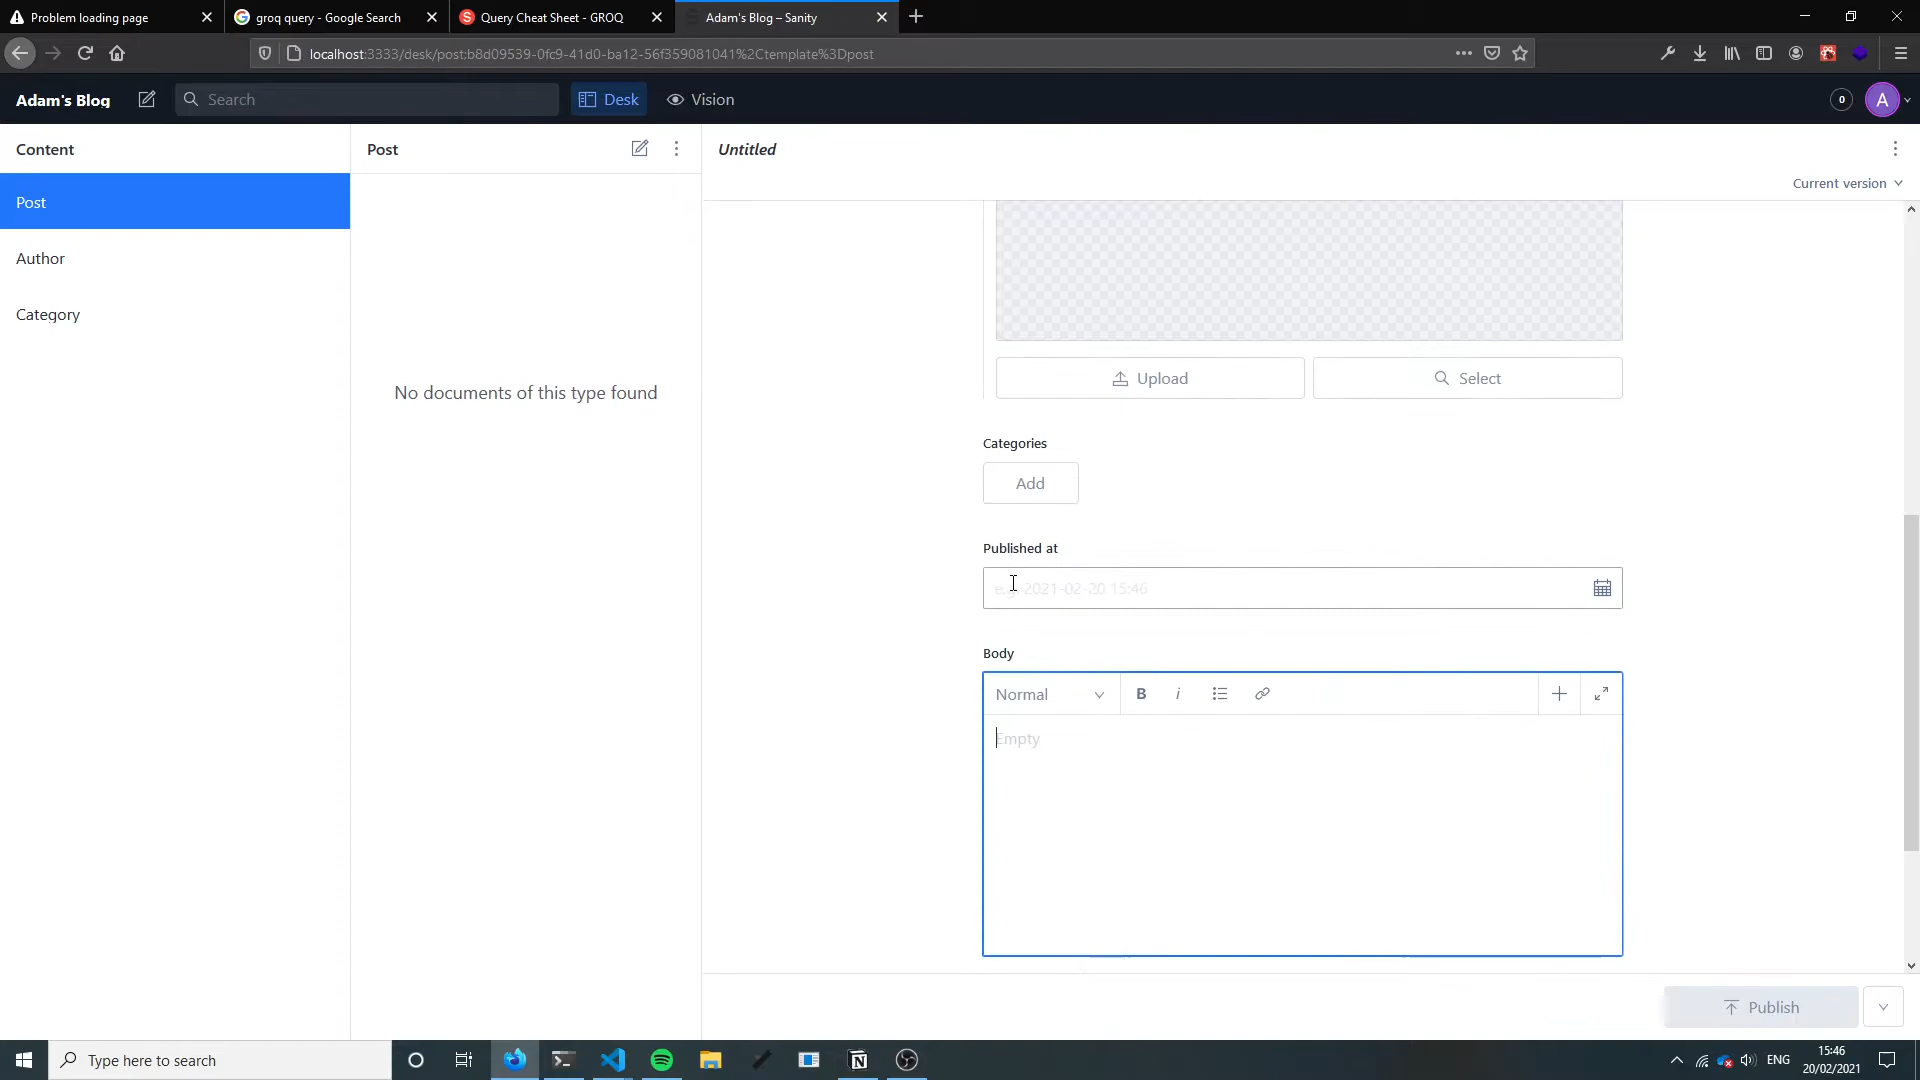 Problem loading page
groq query - Google Search
Query Cheat Sheet - GROQ
Adam's Blog – Sanity
localhost:3333/desk/post;b8d09539-0fc9-41d0-ba12-56f359081041%2Ctemplate%3Dpost
Adam's Blog
Search
Desk
Vision
0
A
Content
Post
Author
Category
Post
No documents of this type found
Untitled
Current version
Upload
Select
Categories
Add
Published at
e.g. 2021-02-20 15:46
Body
Normal
B
i
Empty
Publish
Type here to search
ENG
15:46
20/02/2021